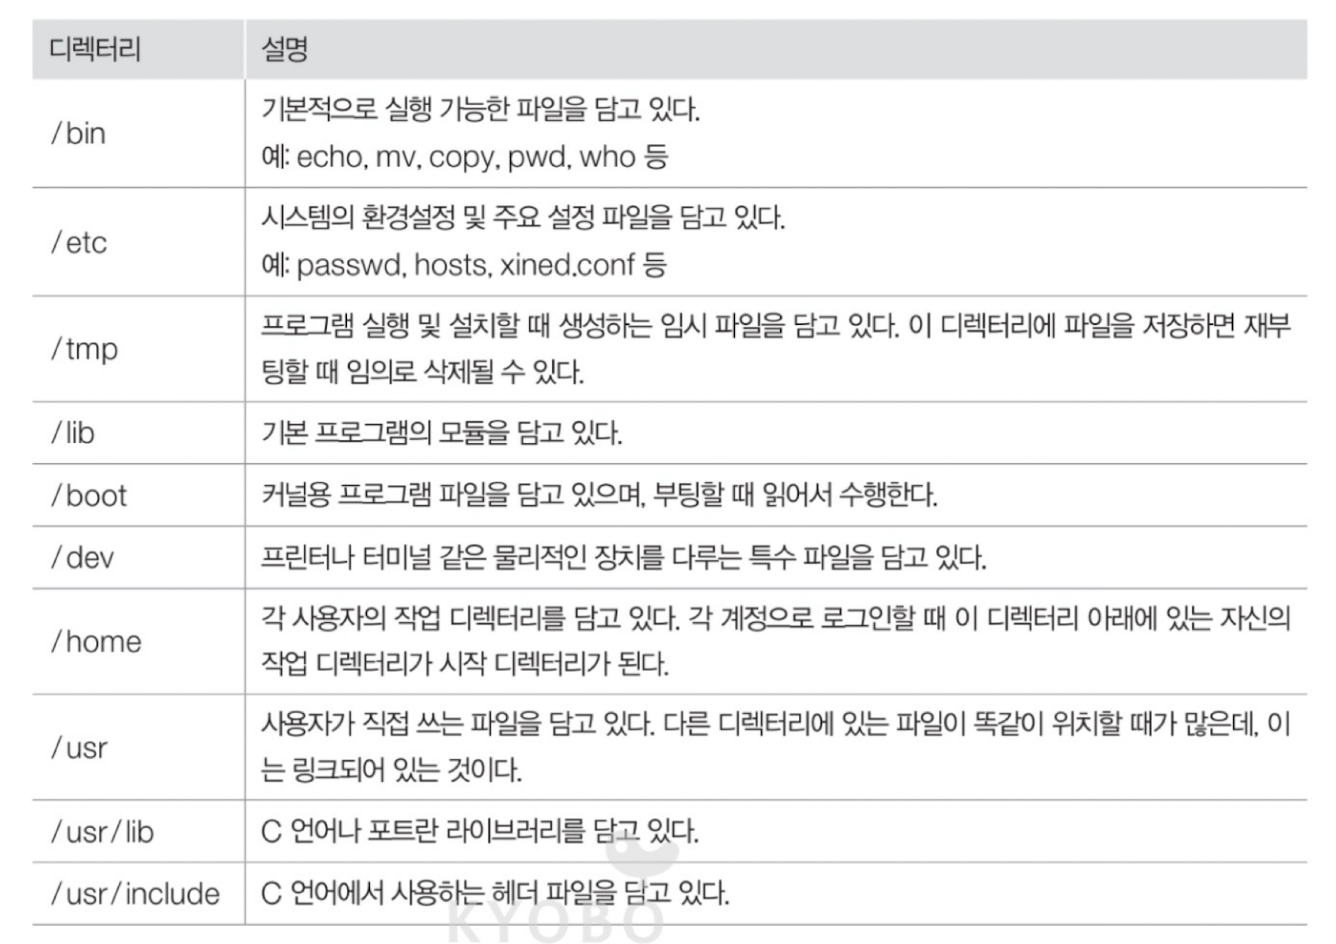 디렉터리 설명
/bin 기본적으로 실행 가능한 파일을 담고 있다.
예: echo, mv, copy, pwd, who 등
/etc 시스템의 환경설정 및 주요 설정 파일을 담고 있다.
예: passwd, hosts, xined.conf 등
/tmp 프로그램 실행 및 설치할 때 생성하는 임시 파일을 담고 있다. 이 디렉터리에 파일을 저장하면 재부
팅할 때 임의로 삭제될 수 있다.
/lib 기본 프로그램의 모듈을 담고 있다.
/boot 커널용 프로그램 파일을 담고 있으며, 부팅할 때 읽어서 수행한다.
/dev 프린터나 터미널 같은 물리적인 장치를 다루는 특수 파일을 담고 있다.
/home 각 사용자의 작업 디렉터리를 담고 있다. 각 계정으로 로그인할 때 이 디렉터리 아래에 있는 자신의
작업 디렉터리가 시작 디렉터리가 된다.
/usr 사용자가 직접 쓰는 파일을 담고 있다. 다른 디렉터리에 있는 파일이 똑같이 위치할 때가 많은데, 이
는 링크되어 있는 것이다.
/usr/lib C 언어나 포트란 라이브러리를 담고 있다.
/usr/include C 언어에서 사용하는 헤더 파일을 담고 있다.
KYOBO